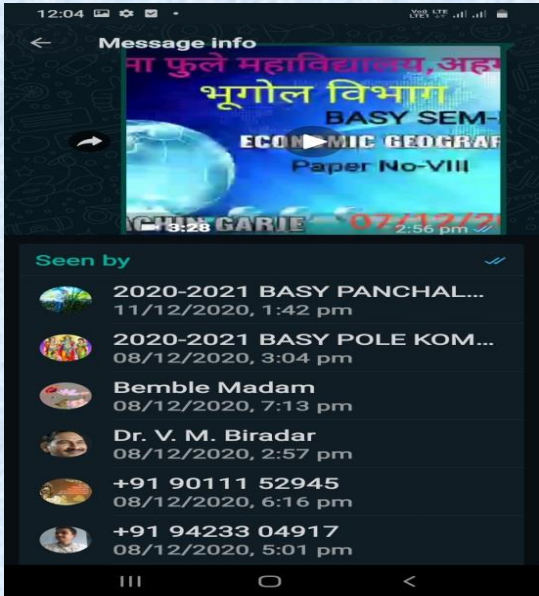 12:04
VoD LTE
LTE1
Message info
मा फुले महाविद्यालय,अहम
भूगोल विभाग
BASY SEM-
ECONOMIC GEOGRAF
Paper No-VIII
GARJE 07/12/2
3:28 2:56 pm
Seen by
2020-2021 BASY PANCHAL...
11/12/2020, 1:42 pm
2020-2021 BASY POLE KOM...
08/12/2020, 3:04 pm
Bemble Madam
08/12/2020, 7:13 pm
Dr. V. M. Biradar
08/12/2020, 2:57 pm
+91 90111 52945
08/12/2020, 6:16 pm
+91 94233 04917
08/12/2020, 5:01 pm